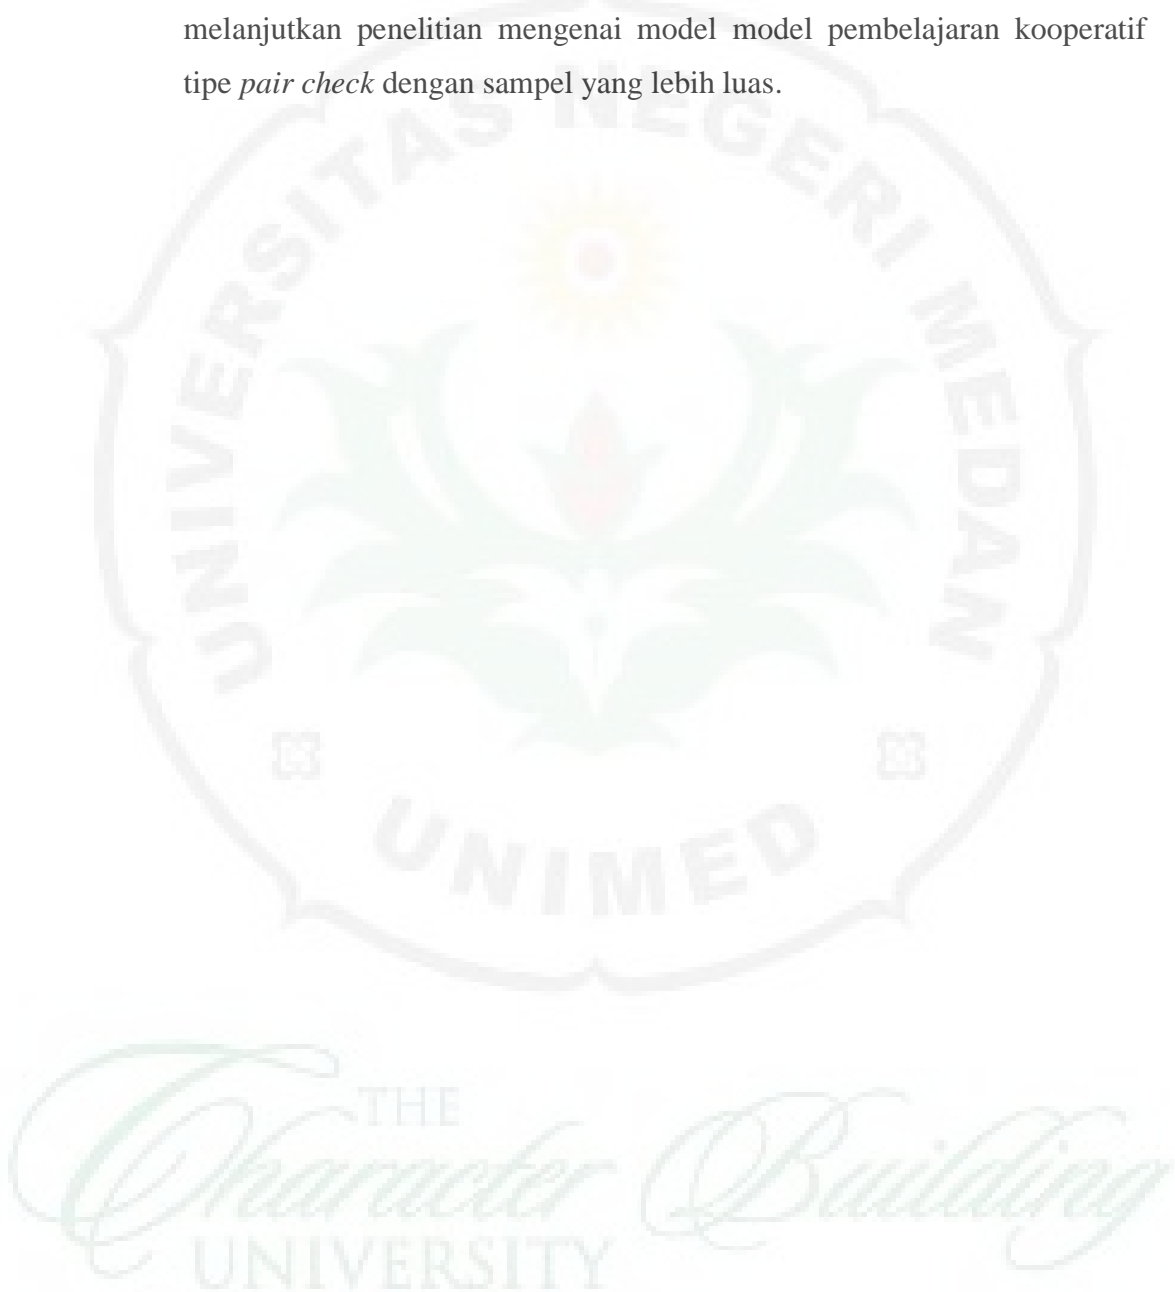 melanjutkan penelitian mengenai model model pembelajaran kooperatif
tipe pair check dengan sampel yang lebih luas.
UNIVERSITAS NEGERI MEDAN
UNIMED
THE
Character Building
UNIVERSITY